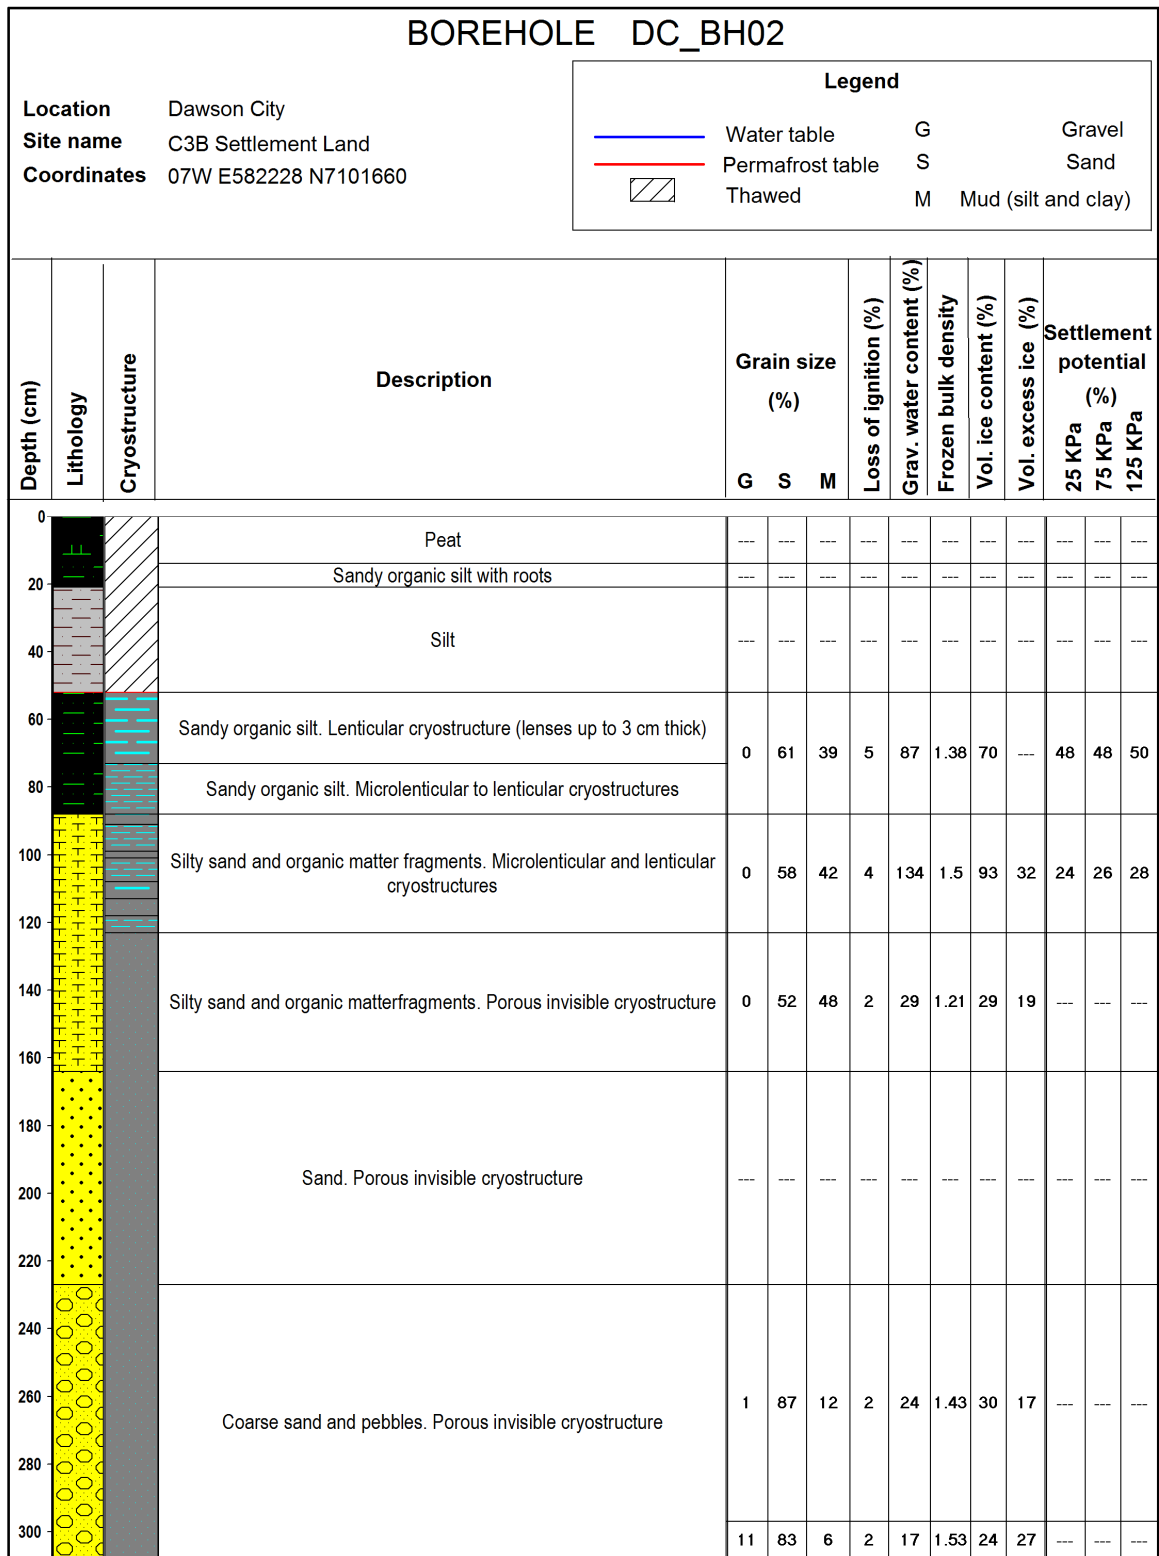 BOREHOLE DC_BH02
Location Dawson City
Site name C3B Settlement Land
Coordinates 07W E582228 N7101660
Legend
Water table G Gravel
Permafrost table S Sand
Thawed M Mud (silt and clay)
Depth (cm)
Lithology
Cryostructure
Description
Grain size
(%)
G S M
Loss of ignition (%)
Grav. water content (%)
Frozen bulk density
Vol. ice content (%)
Vol. excess ice (%)
Settlement
potential
(%)
25 KPa
75 KPa
125 KPa
0
Peat --- --- --- --- --- --- --- --- --- --- ---
Sandy organic silt with roots --- --- --- --- --- --- --- --- --- --- ---
20
Silt --- --- --- --- --- --- --- --- --- --- ---
40
60
Sandy organic silt. Lenticular cryostructure (lenses up to 3 cm thick)
0 61 39 5 87 1.38 70 --- 48 48 50
80
Sandy organic silt. Microlenticular to lenticular cryostructures
100
Silty sand and organic matter fragments. Microlenticular and lenticular
cryostructures
0 58 42 4 134 1.5 93 32 24 26 28
120
140
Silty sand and organic matterfragments. Porous invisible cryostructure 0 52 48 2 29 1.21 29 19 --- --- ---
160
180
Sand. Porous invisible cryostructure --- --- --- --- --- --- --- --- --- --- ---
200
220
240
260
1 87 12 2 24 1.43 30 17 --- --- ---
Coarse sand and pebbles. Porous invisible cryostructure
280
300
11 83 6 2 17 1.53 24 27 --- --- ---